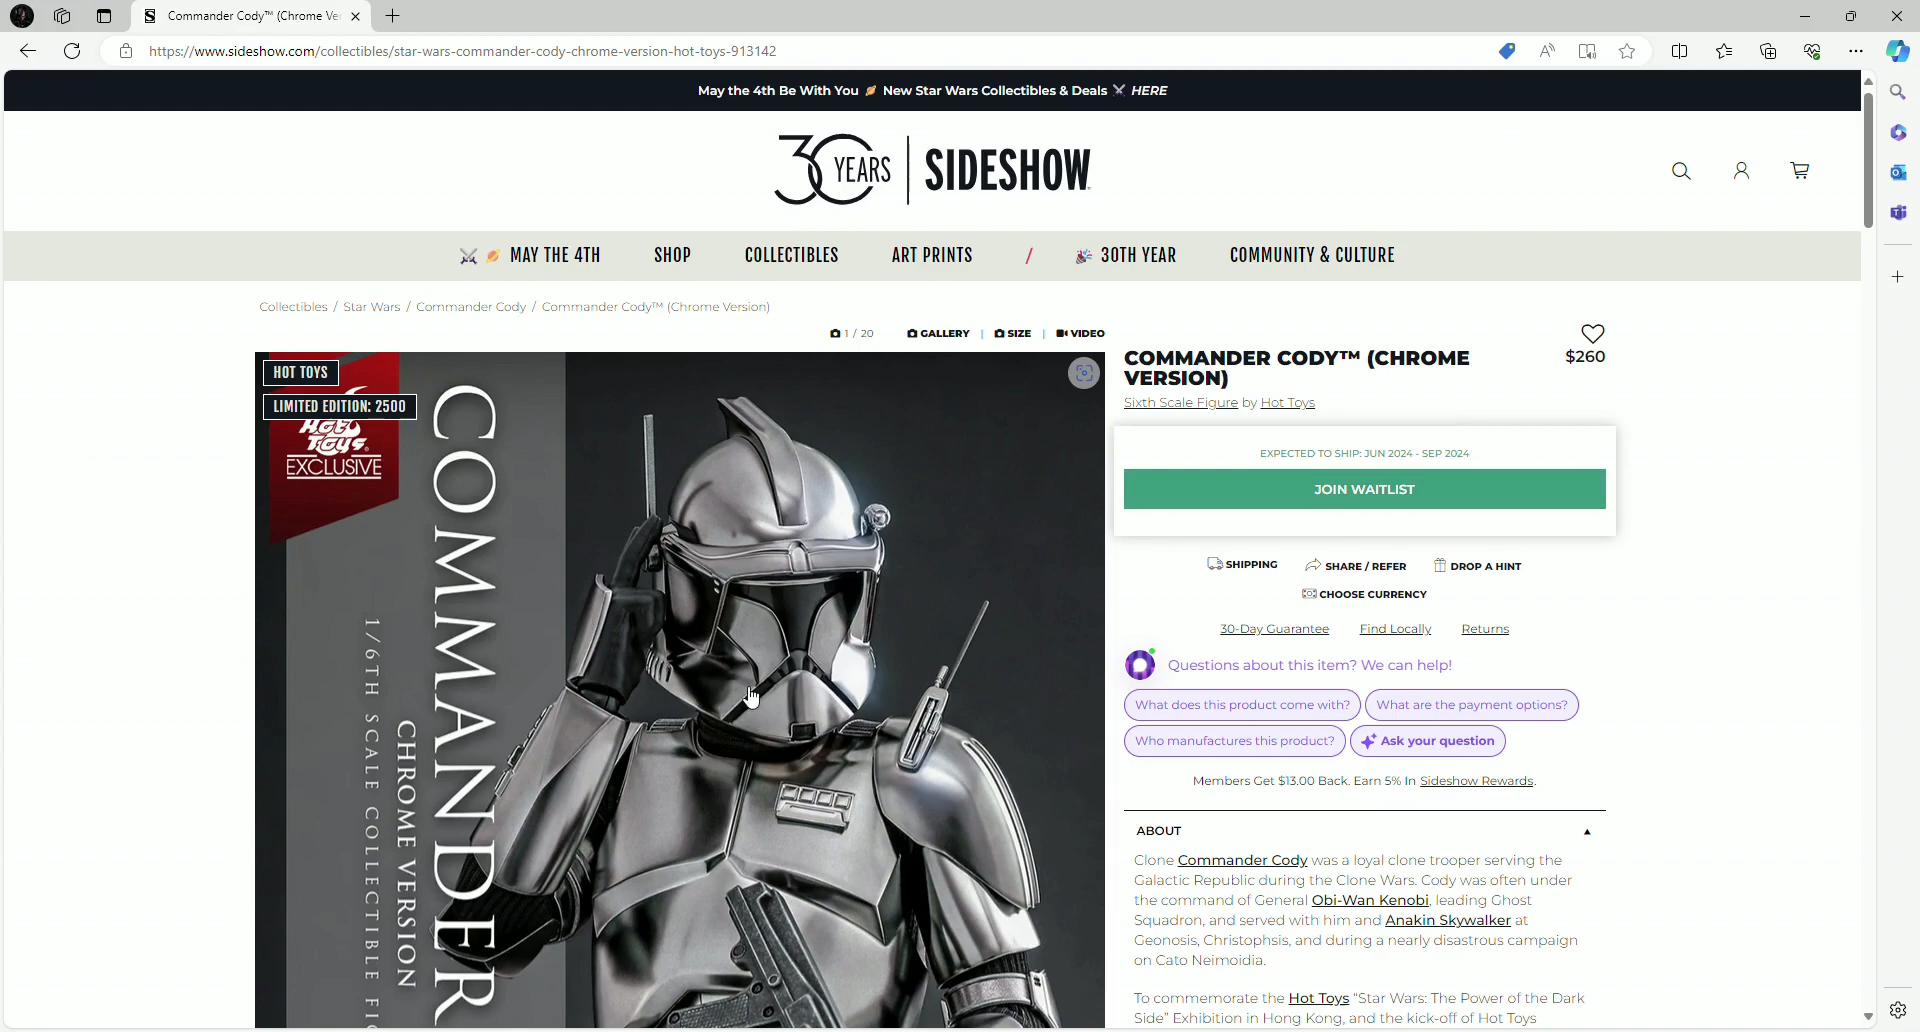 Commander Cody™ (Chrome Ve
https://www.sideshow.com/collectibles/star-wars-commander-cody-chrome-version-hot-toys-913142
May the 4th Be With You 🪐 New Star Wars Collectibles & Deals ⚔️ HERE
30 YEARS | SIDESHOW
⚔️ 🪐 MAY THE 4TH SHOP COLLECTIBLES ART PRINTS / 🎉 30TH YEAR COMMUNITY & CULTURE
Collectibles / Star Wars / Commander Cody / Commander Cody™ (Chrome Version)
1 / 20 GALLERY | SIZE | VIDEO
HOT TOYS
LIMITED EDITION: 2500
HOT TOYS
EXCLUSIVE
COMMANDER
CHROME VERSION
1/6TH SCALE COLLECTIBLE FIG
COMMANDER CODY™ (CHROME
VERSION)
$260
Sixth Scale Figure by Hot Toys
EXPECTED TO SHIP: JUN 2024 - SEP 2024
JOIN WAITLIST
SHIPPING SHARE / REFER DROP A HINT
CHOOSE CURRENCY
30-Day Guarantee Find Locally Returns
Questions about this item? We can help!
What does this product come with? What are the payment options?
Who manufactures this product? Ask your question
Members Get $13.00 Back. Earn 5% In Sideshow Rewards.
ABOUT
Clone Commander Cody was a loyal clone trooper serving the
Galactic Republic during the Clone Wars. Cody was often under
the command of General Obi-Wan Kenobi, leading Ghost
Squadron, and served with him and Anakin Skywalker at
Geonosis, Christophsis, and during a nearly disastrous campaign
on Cato Neimoidia.
To commemorate the Hot Toys "Star Wars: The Power of the Dark
Side" Exhibition in Hong Kong, and the kick-off of Hot Toys